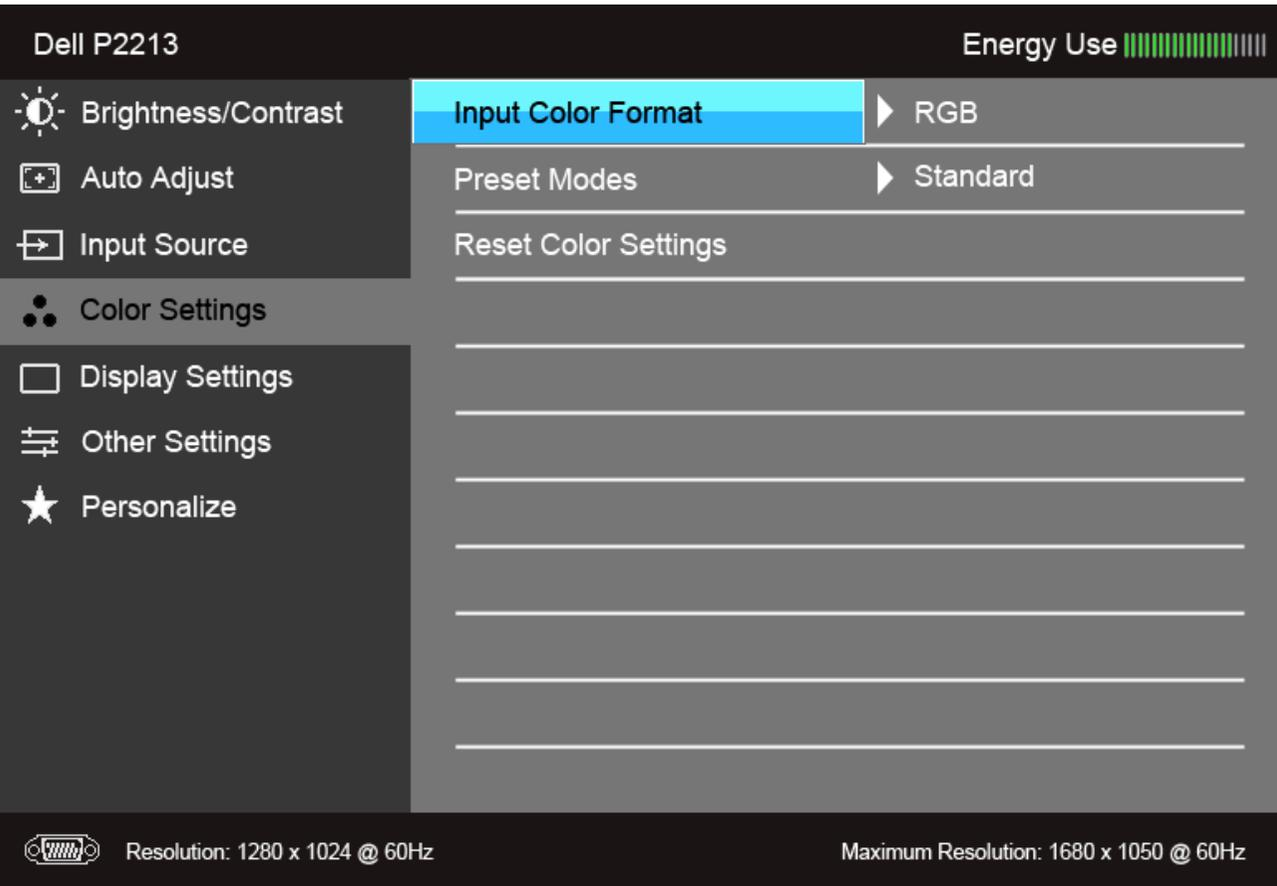 Dell P2213
Energy Use
Brightness/Contrast
Input Color Format
RGB
Auto Adjust
Preset Modes
Standard
Input Source
Reset Color Settings
Color Settings
Display Settings
Other Settings
Personalize
Resolution: 1280 x 1024 @ 60Hz
Maximum Resolution: 1680 x 1050 @ 60Hz